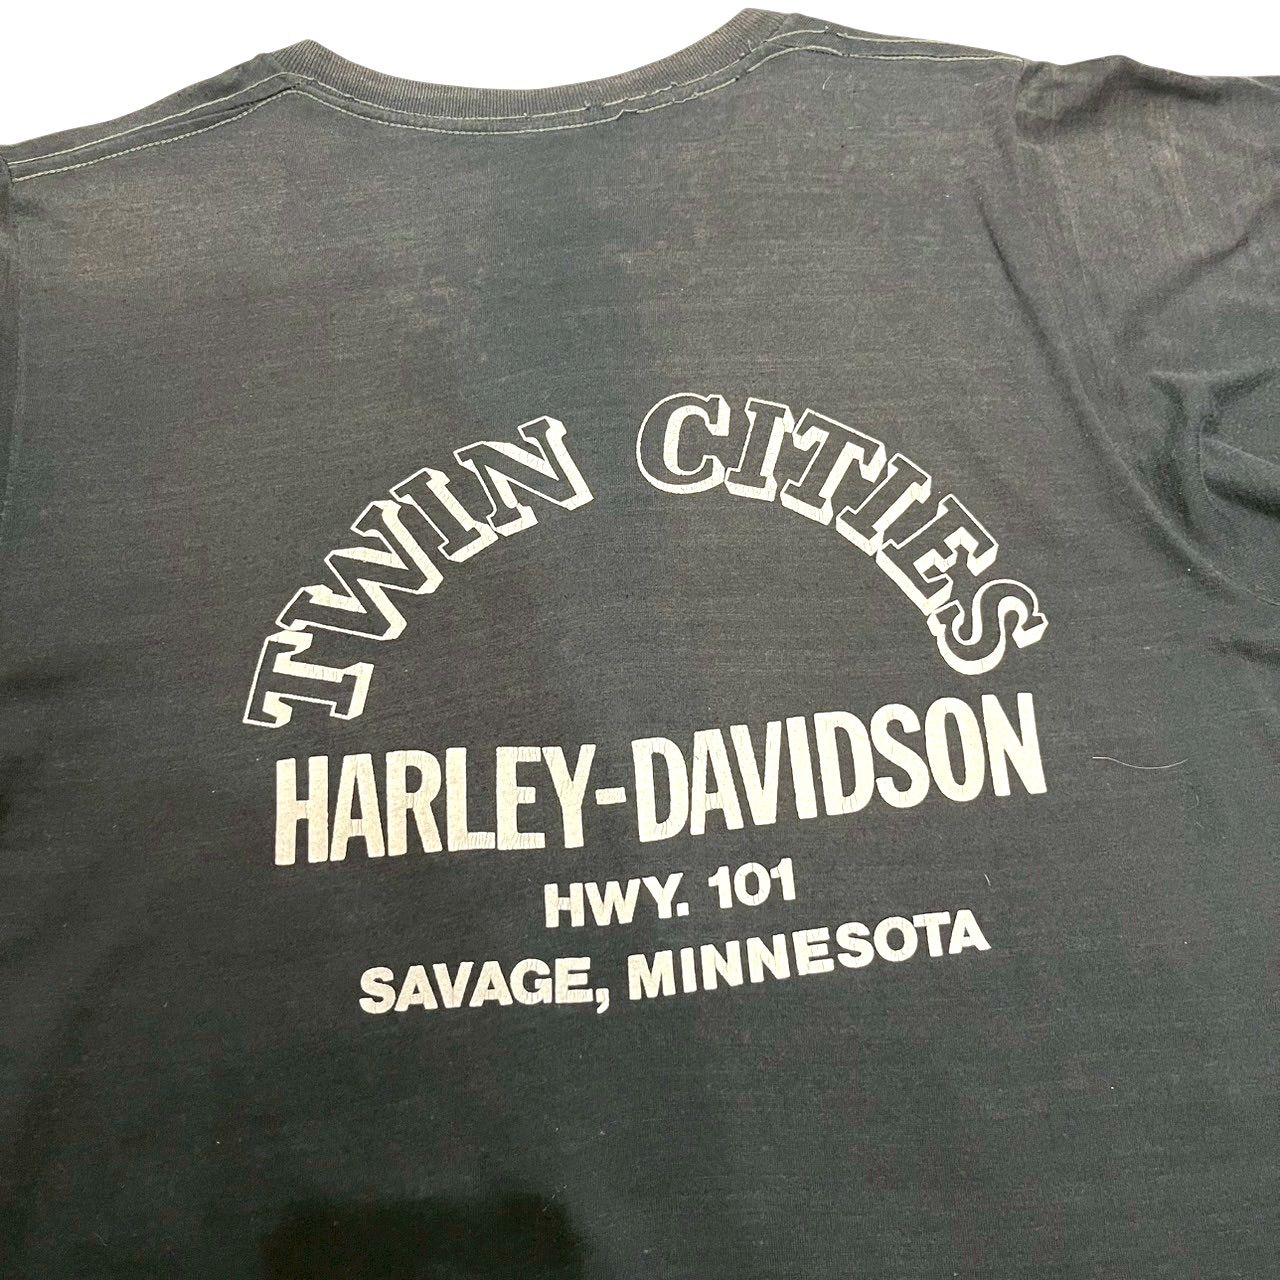 TWIN CITIES
HARLEY-DAVIDSON
HWY. 101
SAVAGE, MINNESOTA